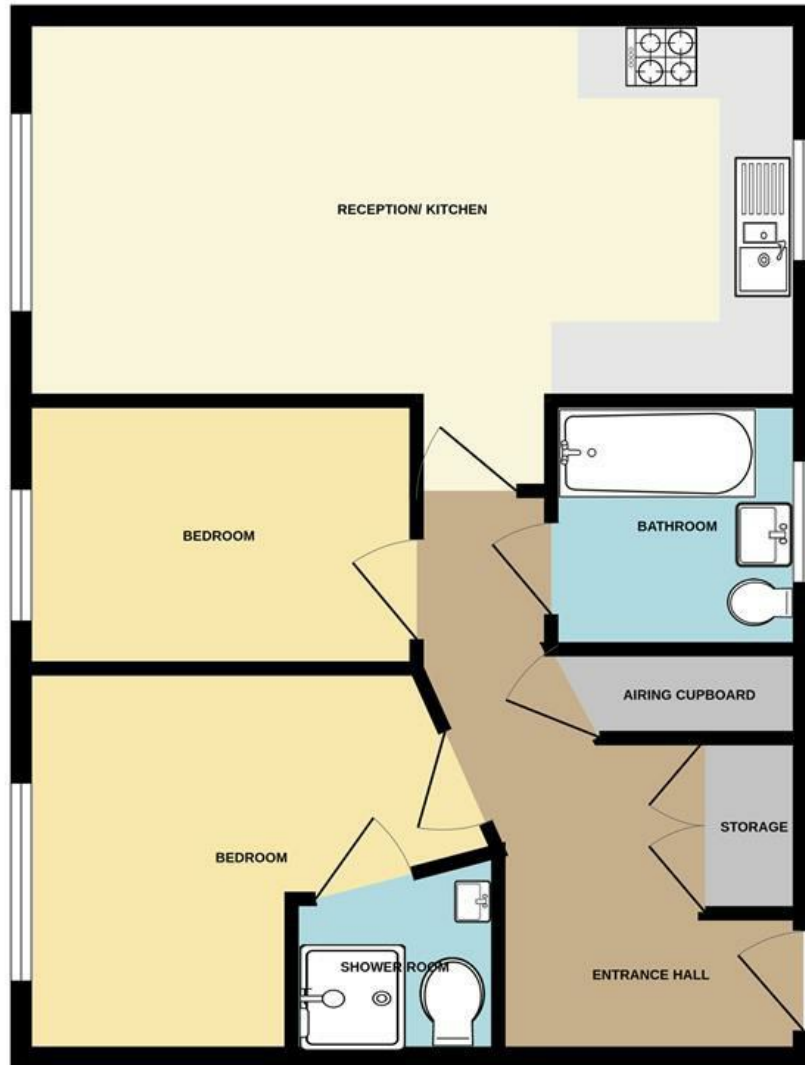 RECEPTION/ KITCHEN
BEDROOM
BATHROOM
AIRING CUPBOARD
STORAGE
BEDROOM
SHOWER ROOM
ENTRANCE HALL